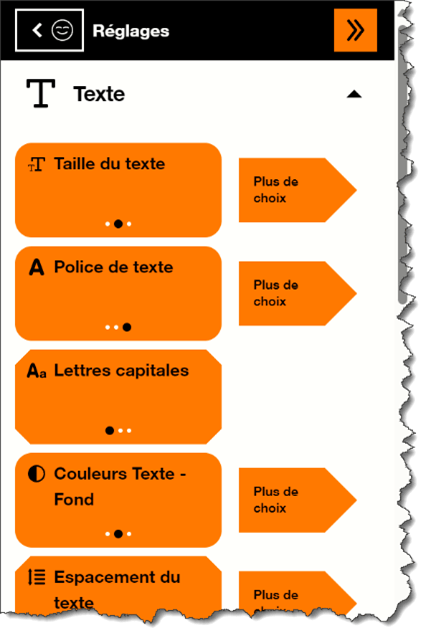 Réglages
Texte
Taille du texte
Plus de
choix
Police de texte
Plus de
choix
Lettres capitales
Couleurs Texte -
Fond
Plus de
choix
Espacement du
texte
Plus de
choix